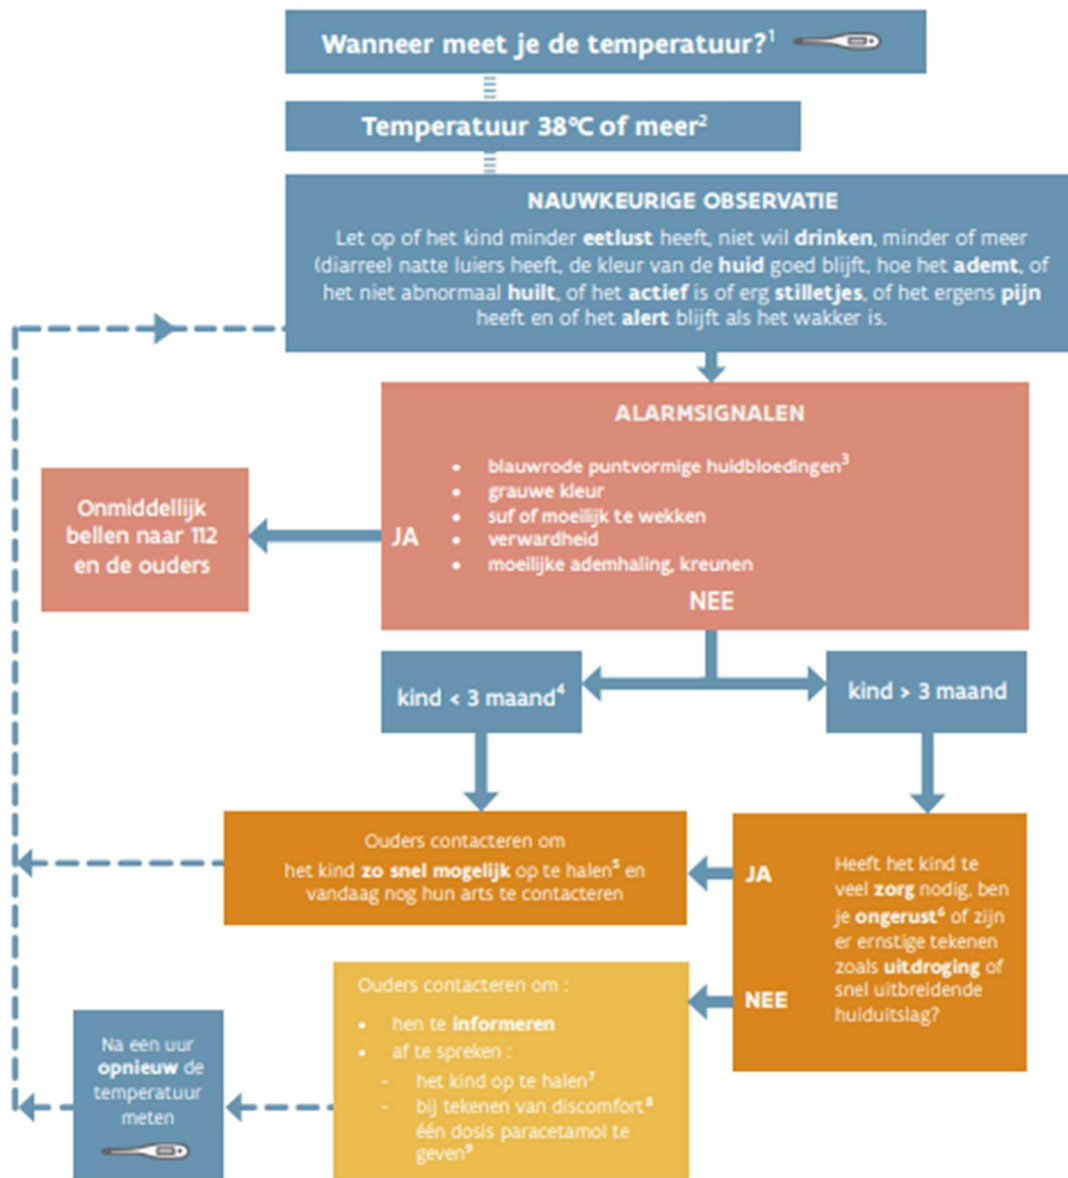 Wanneer meet je de temperatuur?¹
Temperatuur 38°C of meer²
NAUWKEURIGE OBSERVATIE
Let op of het kind minder eetlust heeft, niet wil drinken, minder of meer
(diarree) natte luiers heeft, de kleur van de huid goed blijft, hoe het ademt, of
het niet abnormaal huilt, of het actief is of erg stilletjes, of het ergens pijn
heeft en of het alert blijft als het wakker is.
ALARMSIGNALEN
• blauwrode puntvormige huidbloedingen³
• grauwe kleur
• suf of moeilijk te wekken
• verwardheid
• moeilijke ademhaling, kreunen
JA
NEE
Onmiddellijk
bellen naar 112
en de ouders
kind < 3 maand⁴
kind > 3 maand
Ouders contacteren om
het kind zo snel mogelijk op te halen⁵ en
vandaag nog hun arts te contacteren
JA
NEE
Heeft het kind te
veel zorg nodig, ben
je ongerust⁶ of zijn
er ernstige tekenen
zoals uitdroging of
snel uitbreidende
huiduitslag?
Ouders contacteren om :
• hen te informeren
• af te spreken :
- het kind op te halen⁷
- bij tekenen van discomfort⁸
één dosis paracetamol te
geven⁹
Na een uur
opnieuw de
temperatuur
meten